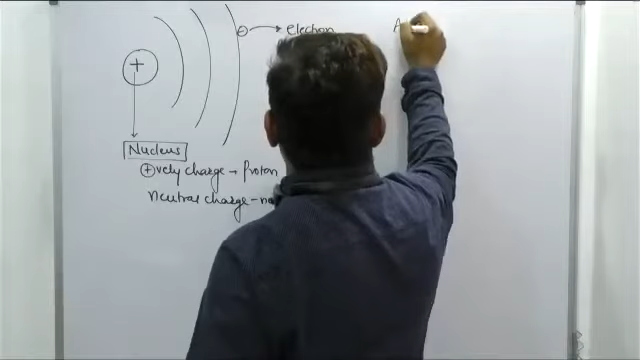 +
⊖ → electron
Nucleus
⊕vely charge → Proton
neutral charge -
A